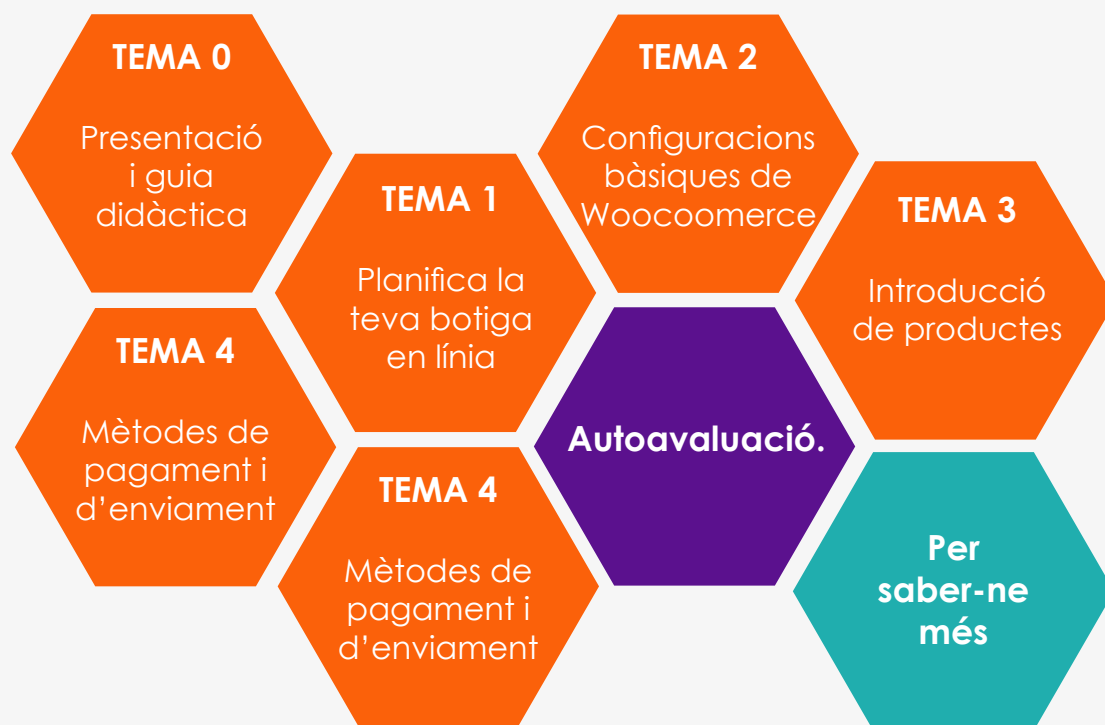 TEMA 0
Presentació
i guia
didàctica
TEMA 1
Planifica la
teva botiga
en línia
TEMA 2
Configuracions
bàsiques de
Woocoomerce
TEMA 3
Introducció
de productes
TEMA 4
Mètodes de
pagament i
d’enviament
TEMA 4
Mètodes de
pagament i
d’enviament
Autoavaluació.
Per
saber-ne
més